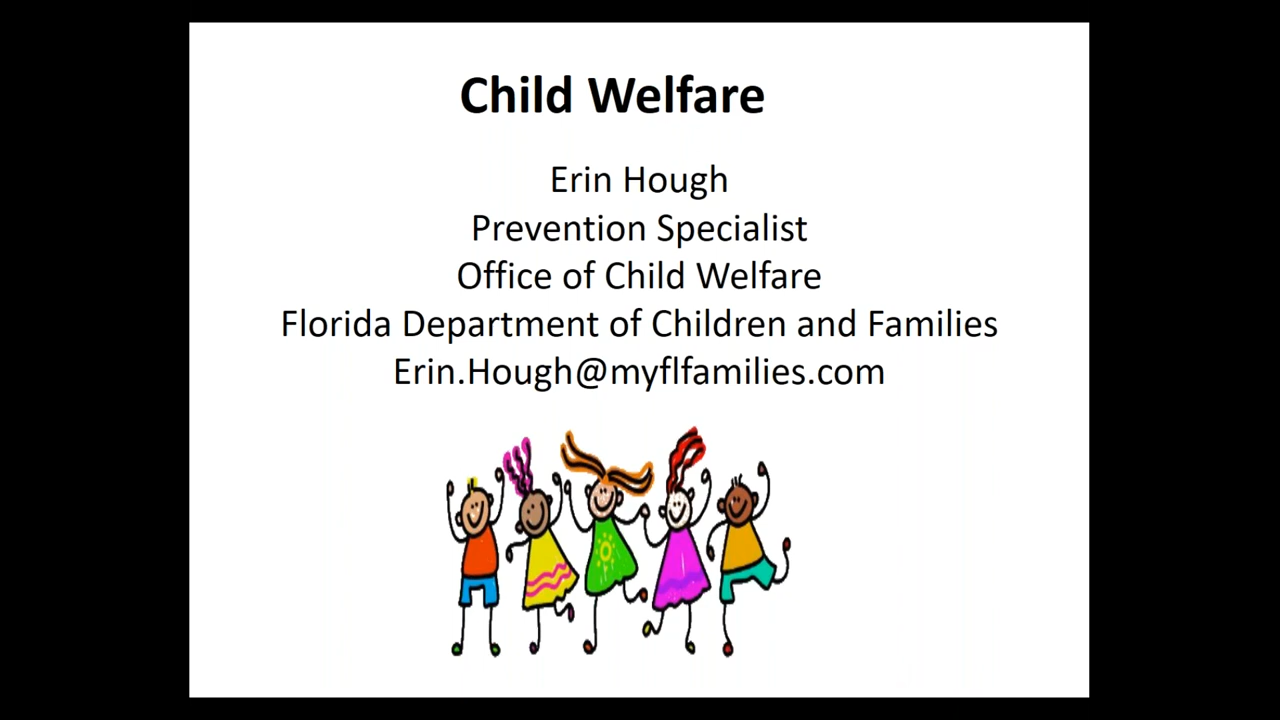 Child Welfare
Erin Hough
Prevention Specialist
Office of Child Welfare
Florida Department of Children and Families
Erin.Hough@myflfamilies.com